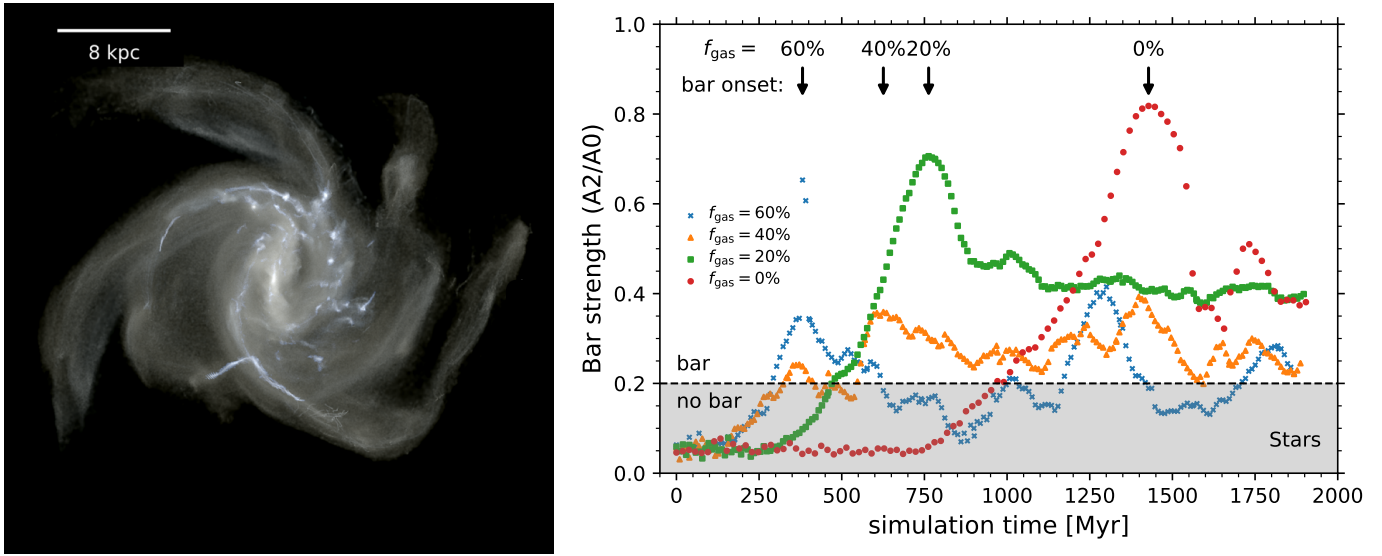 8 kpc
f_gas = 60% 40% 20% 0%
bar onset:
Bar strength (A2/A0)
1.0
0.8
0.6
0.4
0.2
0.0
f_gas = 60%
f_gas = 40%
f_gas = 20%
f_gas = 0%
bar
no bar
Stars
0 250 500 750 1000 1250 1500 1750 2000
simulation time [Myr]